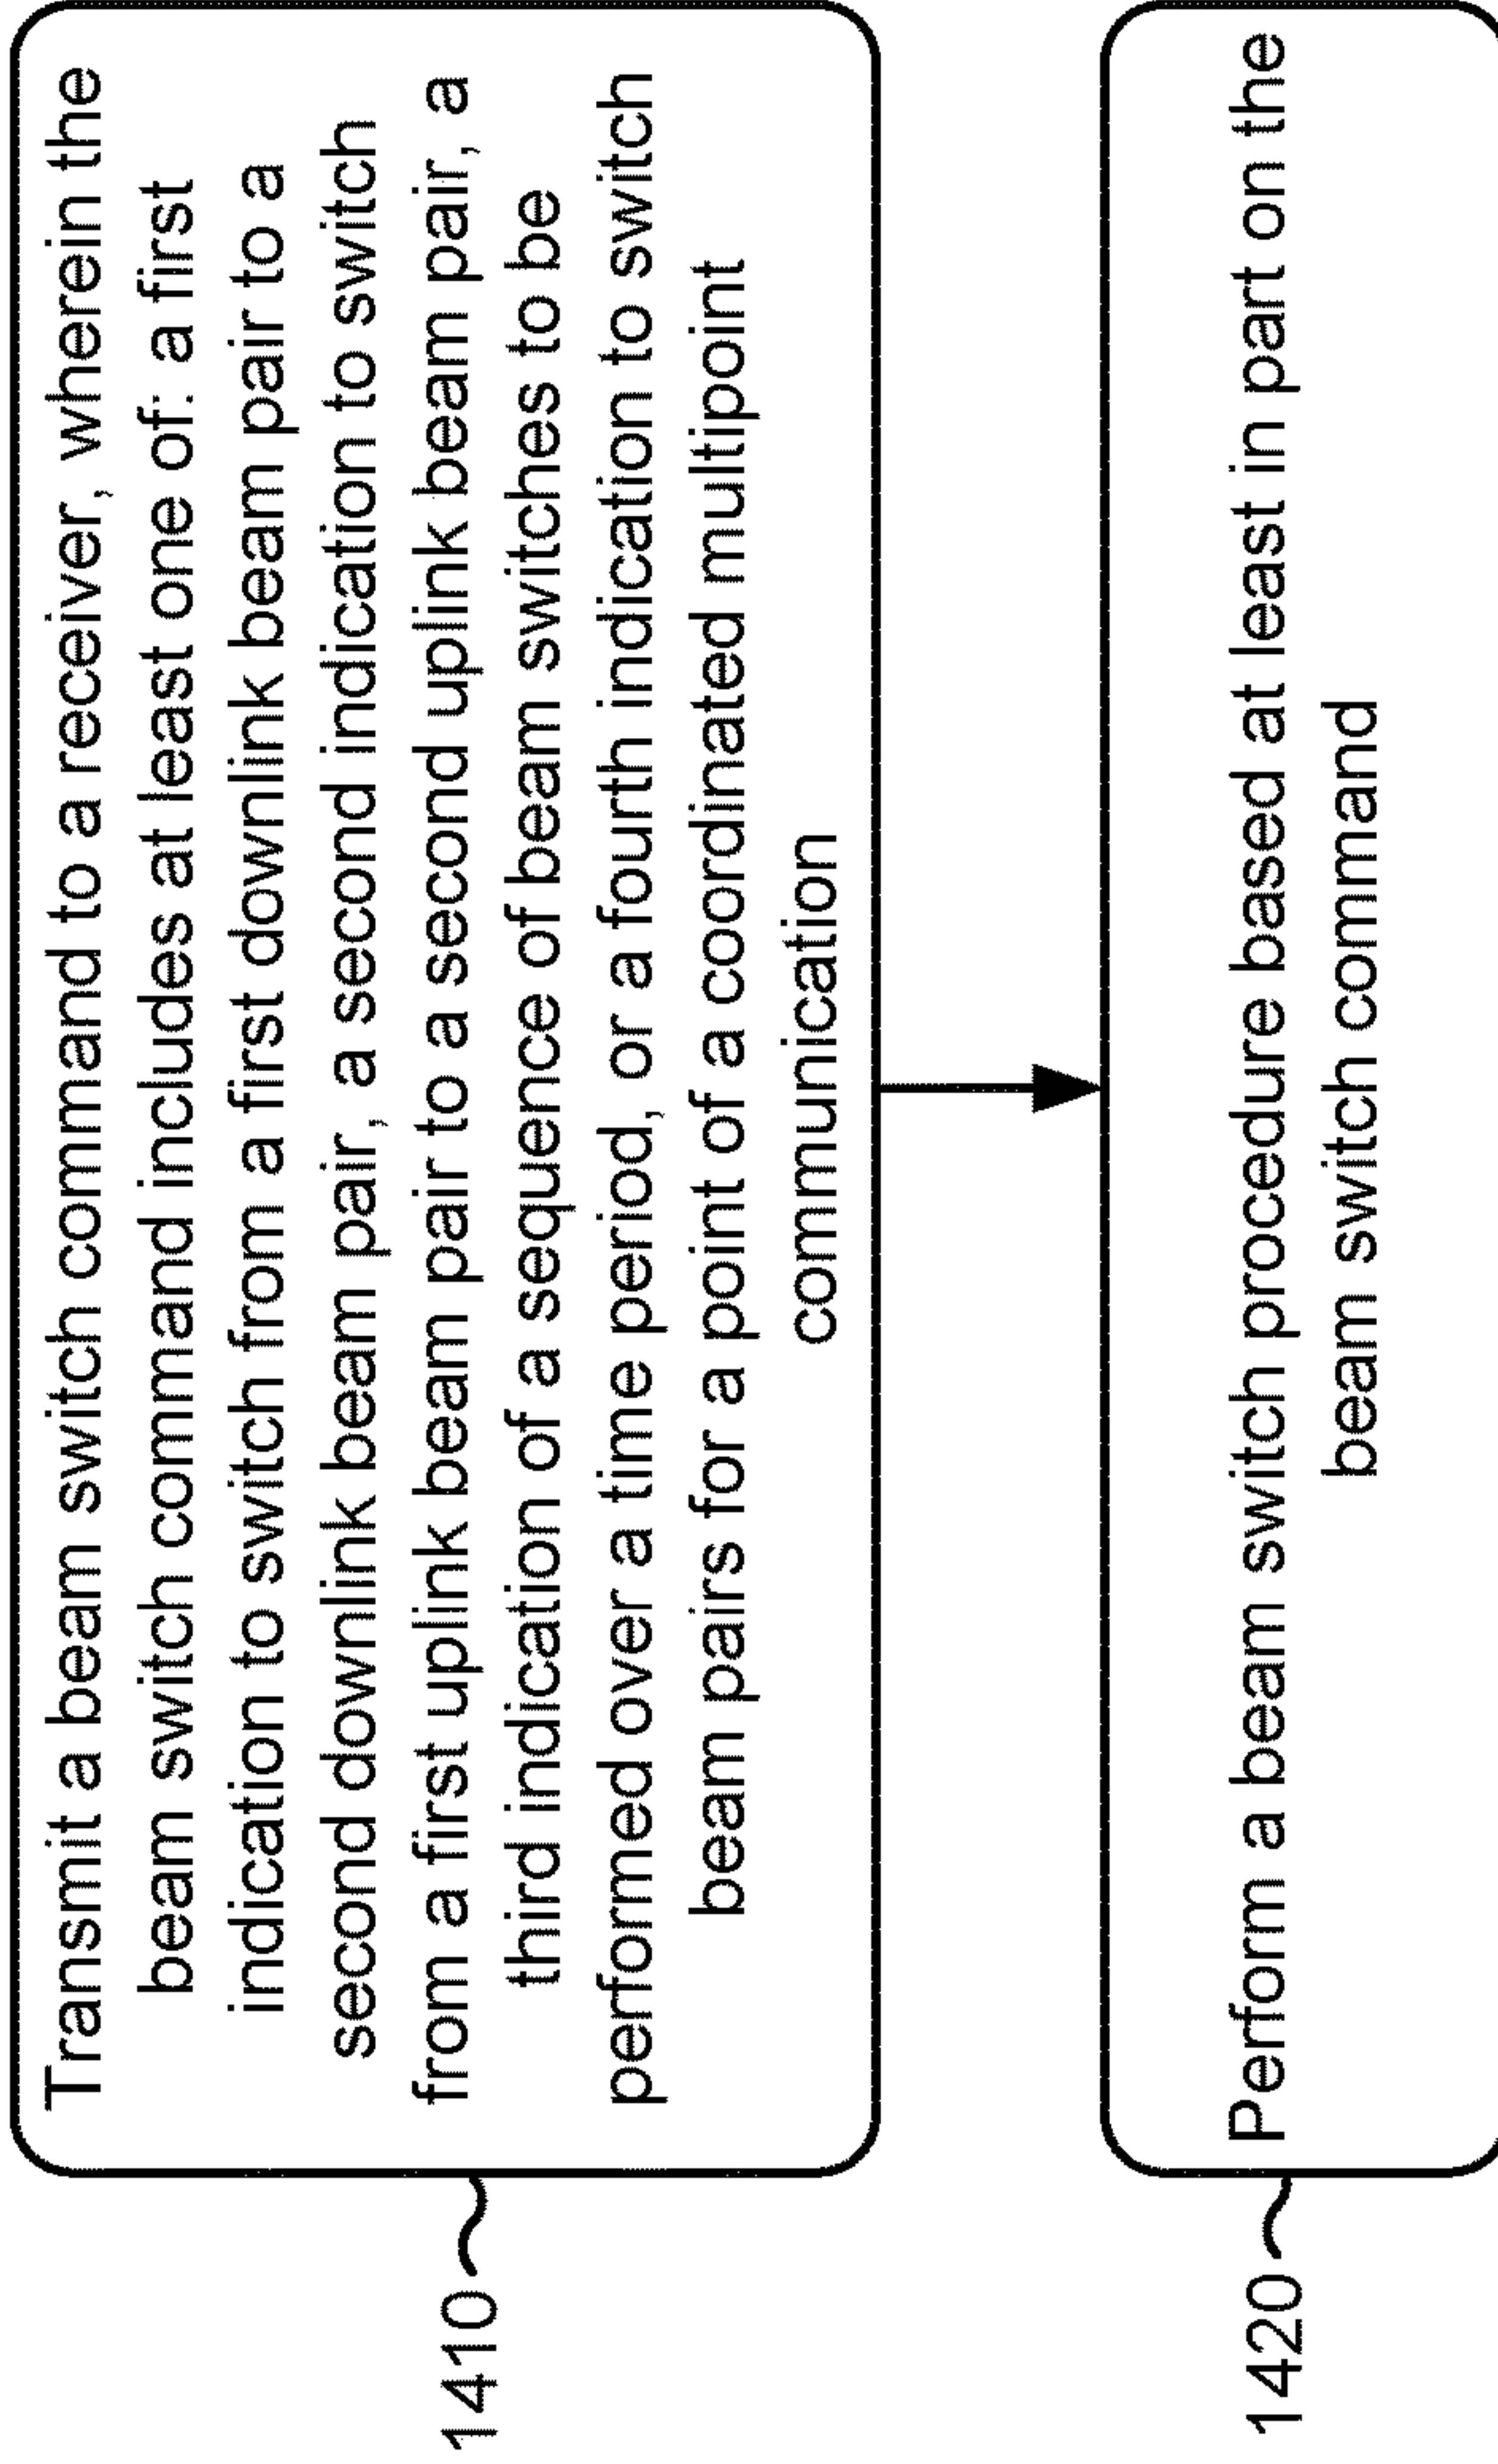 Transmit a beam switch command to a receiver, wherein the
beam switch command includes at least one of: a first
indication to switch from a first downlink beam pair to a
second downlink beam pair, a second indication to switch
from a first uplink beam pair to a second uplink beam pair, a
third indication of a sequence of beam switches to be
performed over a time period, or a fourth indication to switch
beam pairs for a point of a coordinated multipoint
communication
1410
Perform a beam switch procedure based at least in part on the
beam switch command
1420